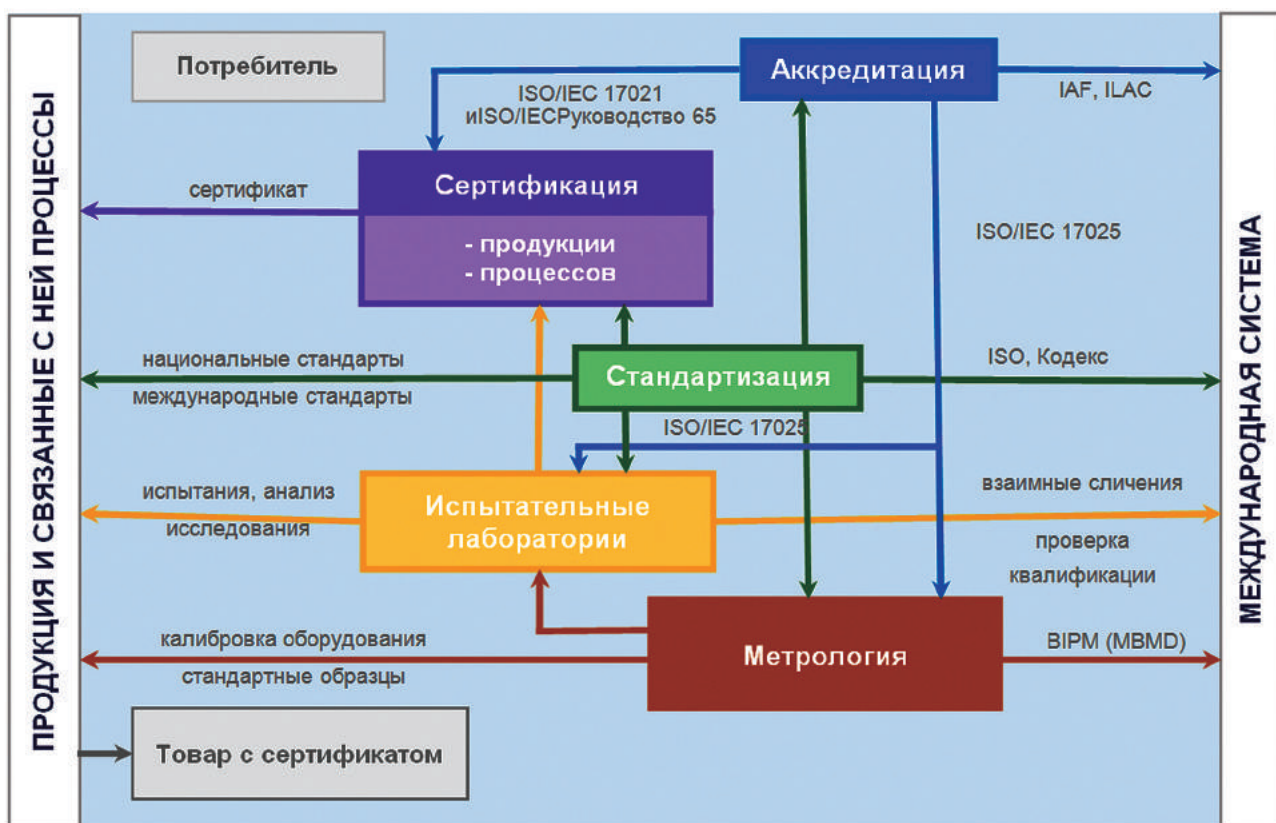 ПРОДУКЦИЯ И СВЯЗАННЫЕ С НЕЙ ПРОЦЕССЫ
Потребитель
Аккредитация
ISO/IEC 17021
иISO/IECРуководство 65
IAF, ILAC
Сертификация
сертификат
- продукции
- процессов
ISO/IEC 17025
национальные стандарты
международные стандарты
Стандартизация
ISO, Кодекс
ISO/IEC 17025
испытания, анализ
исследования
Испытательные
лаборатории
взаимные сличения
проверка
квалификации
калибровка оборудования
стандартные образцы
Метрология
BIPM (MBMD)
Товар с сертификатом
МЕЖДУНАРОДНАЯ СИСТЕМА